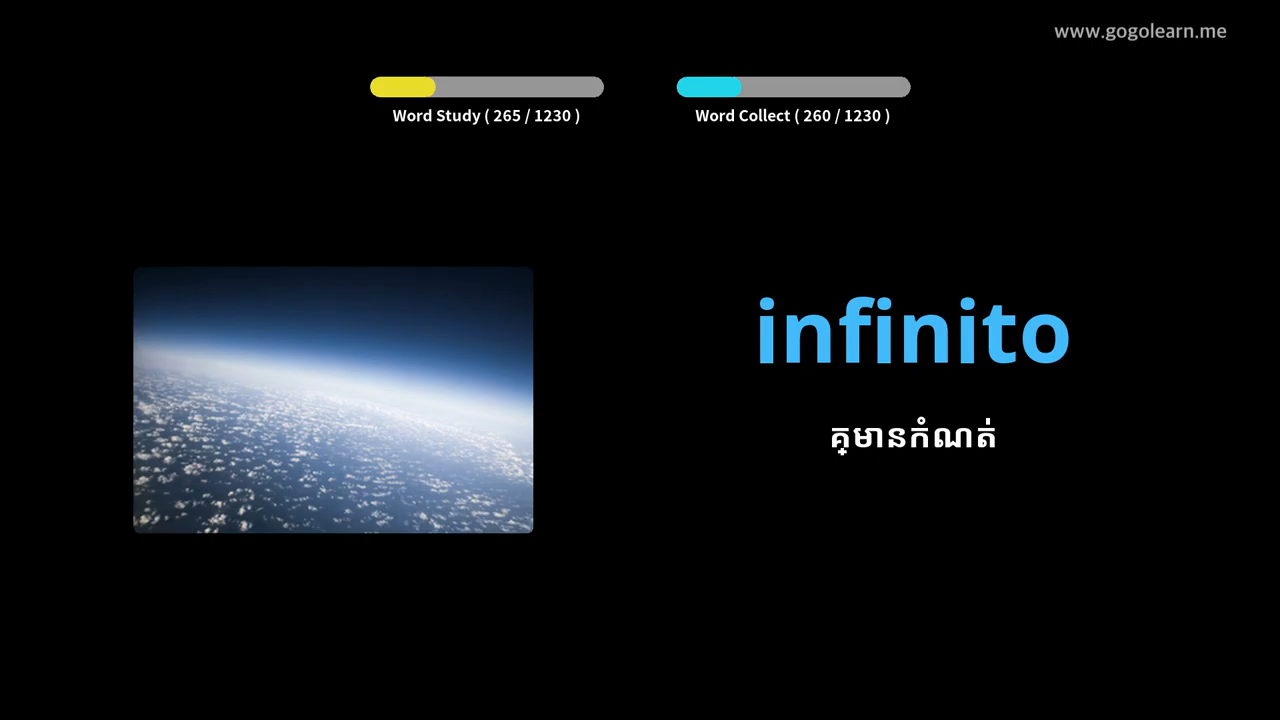 www.gogolearn.me
Word Study ( 265 / 1230 )
Word Collect ( 260 / 1230 )
infinito
គ្មានកំណត់